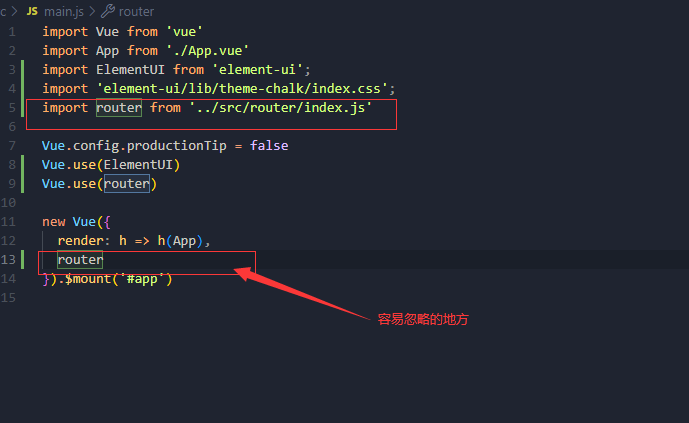 c > JS main.js > router
1 import Vue from 'vue'
2 import App from './App.vue'
3 import ElementUI from 'element-ui';
4 import 'element-ui/lib/theme-chalk/index.css';
5 import router from '../src/router/index.js'
6
7 Vue.config.productionTip = false
8 Vue.use(ElementUI)
9 Vue.use(router)
10
11 new Vue({
12 render: h => h(App),
13 router
14 }).$mount('#app')
15
容易忽略的地方